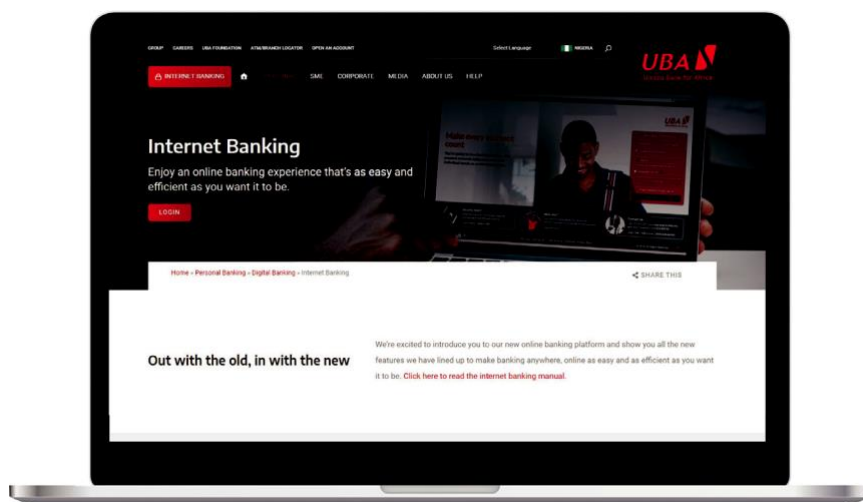 GROUP CAREERS UBA FOUNDATION ATM/BRANCH LOCATOR OPEN AN ACCOUNT Select Language NIGERIA
UBA
INTERNET BANKING SME CORPORATE MEDIA ABOUT US HELP
Internet Banking
Enjoy an online banking experience that's as easy and
efficient as you want it to be.
LOGIN
UBA
Make every moment
count
Home » Personal Banking » Digital Banking » Internet Banking
SHARE THIS
Out with the old, in with the new
We're excited to introduce you to our new online banking platform and show you all the new
features we have lined up to make banking anywhere, online as easy and as efficient as you want
it to be. Click here to read the internet banking manual.